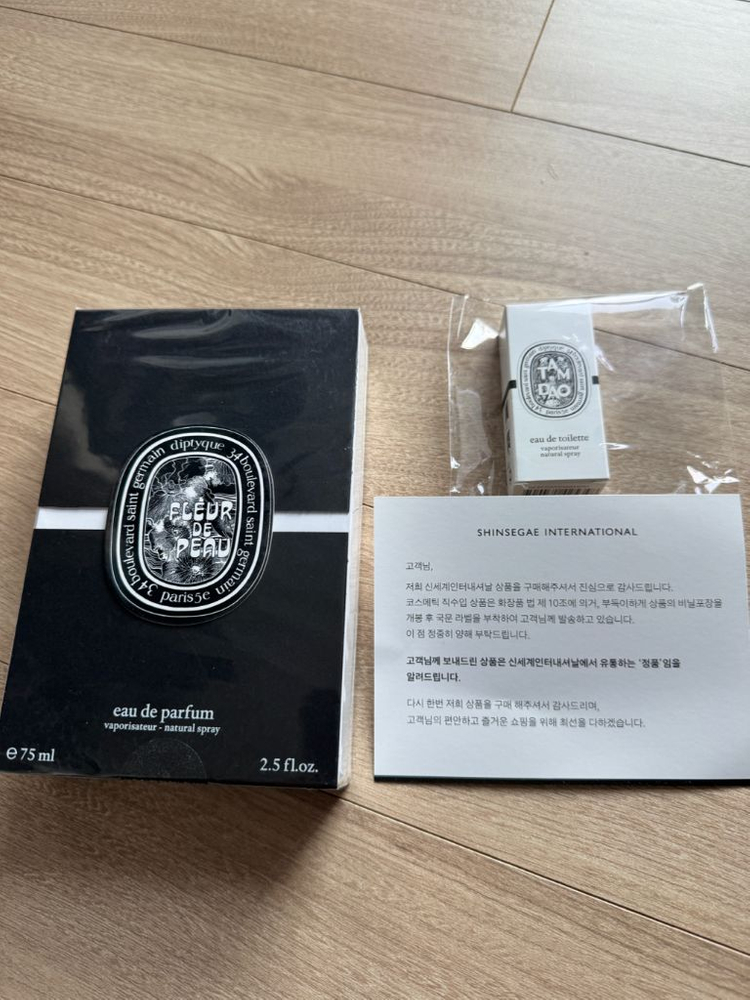 diptyque 34 boulevard saint germain paris 5e 34 boulevard saint germain
FLEUR
DE
PEAU
eau de parfum
vaporisateur - natural spray
℮ 75 ml
2.5 fl.oz.
TAM
DAO
eau de toilette
vaporisateur
natural spray
SHINSEGAE INTERNATIONAL
고객님,
저희 신세계인터내셔날 상품을 구매해주셔서 진심으로 감사드립니다.
코스메틱 직수입 상품은 화장품 법 제 10조에 의거, 부득이하게 상품의 비닐포장을
개봉 후 국문 라벨을 부착하여 고객님께 발송하고 있습니다.
이 점 정중히 양해 부탁드립니다.
고객님께 보내드린 상품은 신세계인터내셔날에서 유통하는 '정품'임을
알려드립니다.
다시 한번 저희 상품을 구매 해주셔서 감사드리며,
고객님의 편안하고 즐거운 쇼핑을 위해 최선을 다하겠습니다.